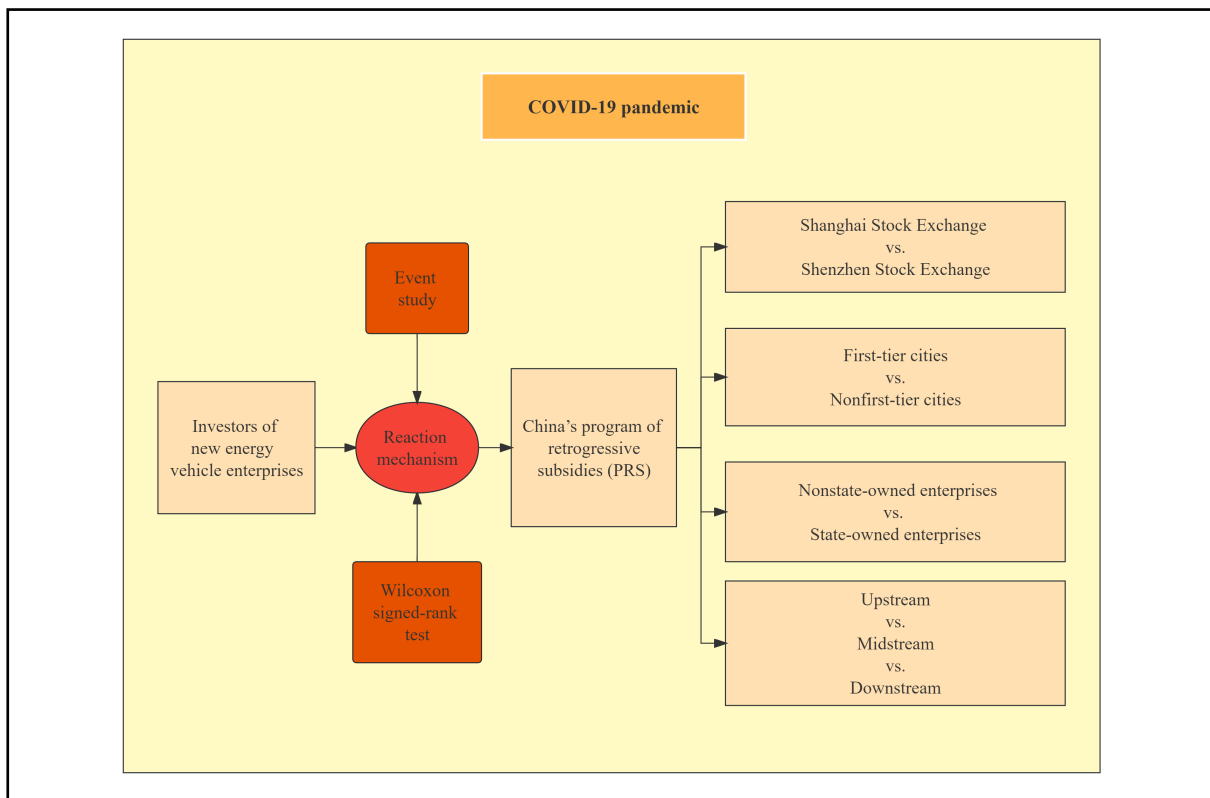 COVID-19 pandemic
Event
study
Investors of
new energy
vehicle enterprises
Reaction
mechanism
Wilcoxon
signed-rank
test
China’s program of
retrogressive
subsidies (PRS)
Shanghai Stock Exchange
vs.
Shenzhen Stock Exchange
First-tier cities
vs.
Nonfirst-tier cities
Nonstate-owned enterprises
vs.
State-owned enterprises
Upstream
vs.
Midstream
vs.
Downstream